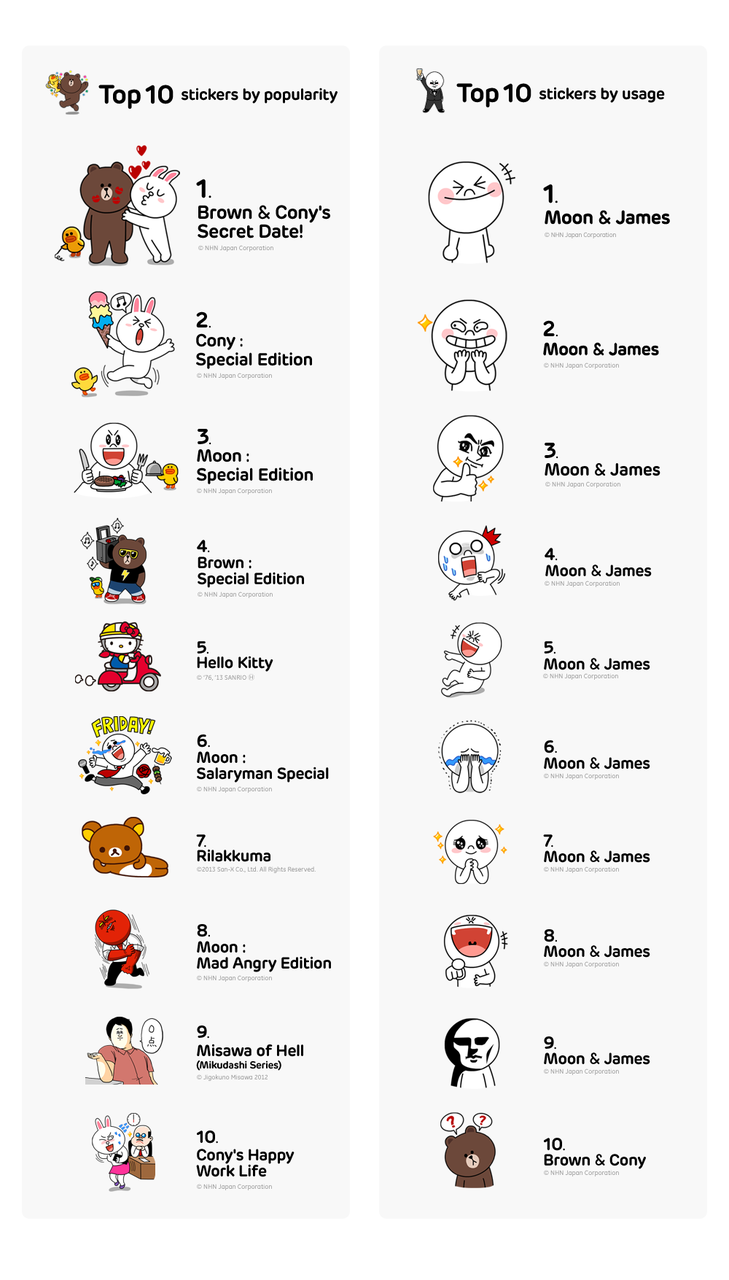 Top 10 stickers by popularity
1.
Brown & Cony's
Secret Date!
© NHN Japan Corporation
2.
Cony :
Special Edition
© NHN Japan Corporation
3.
Moon :
Special Edition
© NHN Japan Corporation
4.
Brown :
Special Edition
© NHN Japan Corporation
5.
Hello Kitty
© '76, '13 SANRIO Ⓗ
FRIDAY!
6.
Moon :
Salaryman Special
© NHN Japan Corporation
7.
Rilakkuma
©2013 San-X Co., Ltd. All Rights Reserved.
8.
Moon :
Mad Angry Edition
© NHN Japan Corporation
0
点
9.
Misawa of Hell
(Mikudashi Series)
© Jigokuno Misawa 2012
10.
Cony's Happy
Work Life
© NHN Japan Corporation
Top 10 stickers by usage
1.
Moon & James
© NHN Japan Corporation
2.
Moon & James
© NHN Japan Corporation
3.
Moon & James
© NHN Japan Corporation
4.
Moon & James
© NHN Japan Corporation
5.
Moon & James
© NHN Japan Corporation
6.
Moon & James
© NHN Japan Corporation
7.
Moon & James
© NHN Japan Corporation
8.
Moon & James
© NHN Japan Corporation
9.
Moon & James
© NHN Japan Corporation
? ?
10.
Brown & Cony
© NHN Japan Corporation